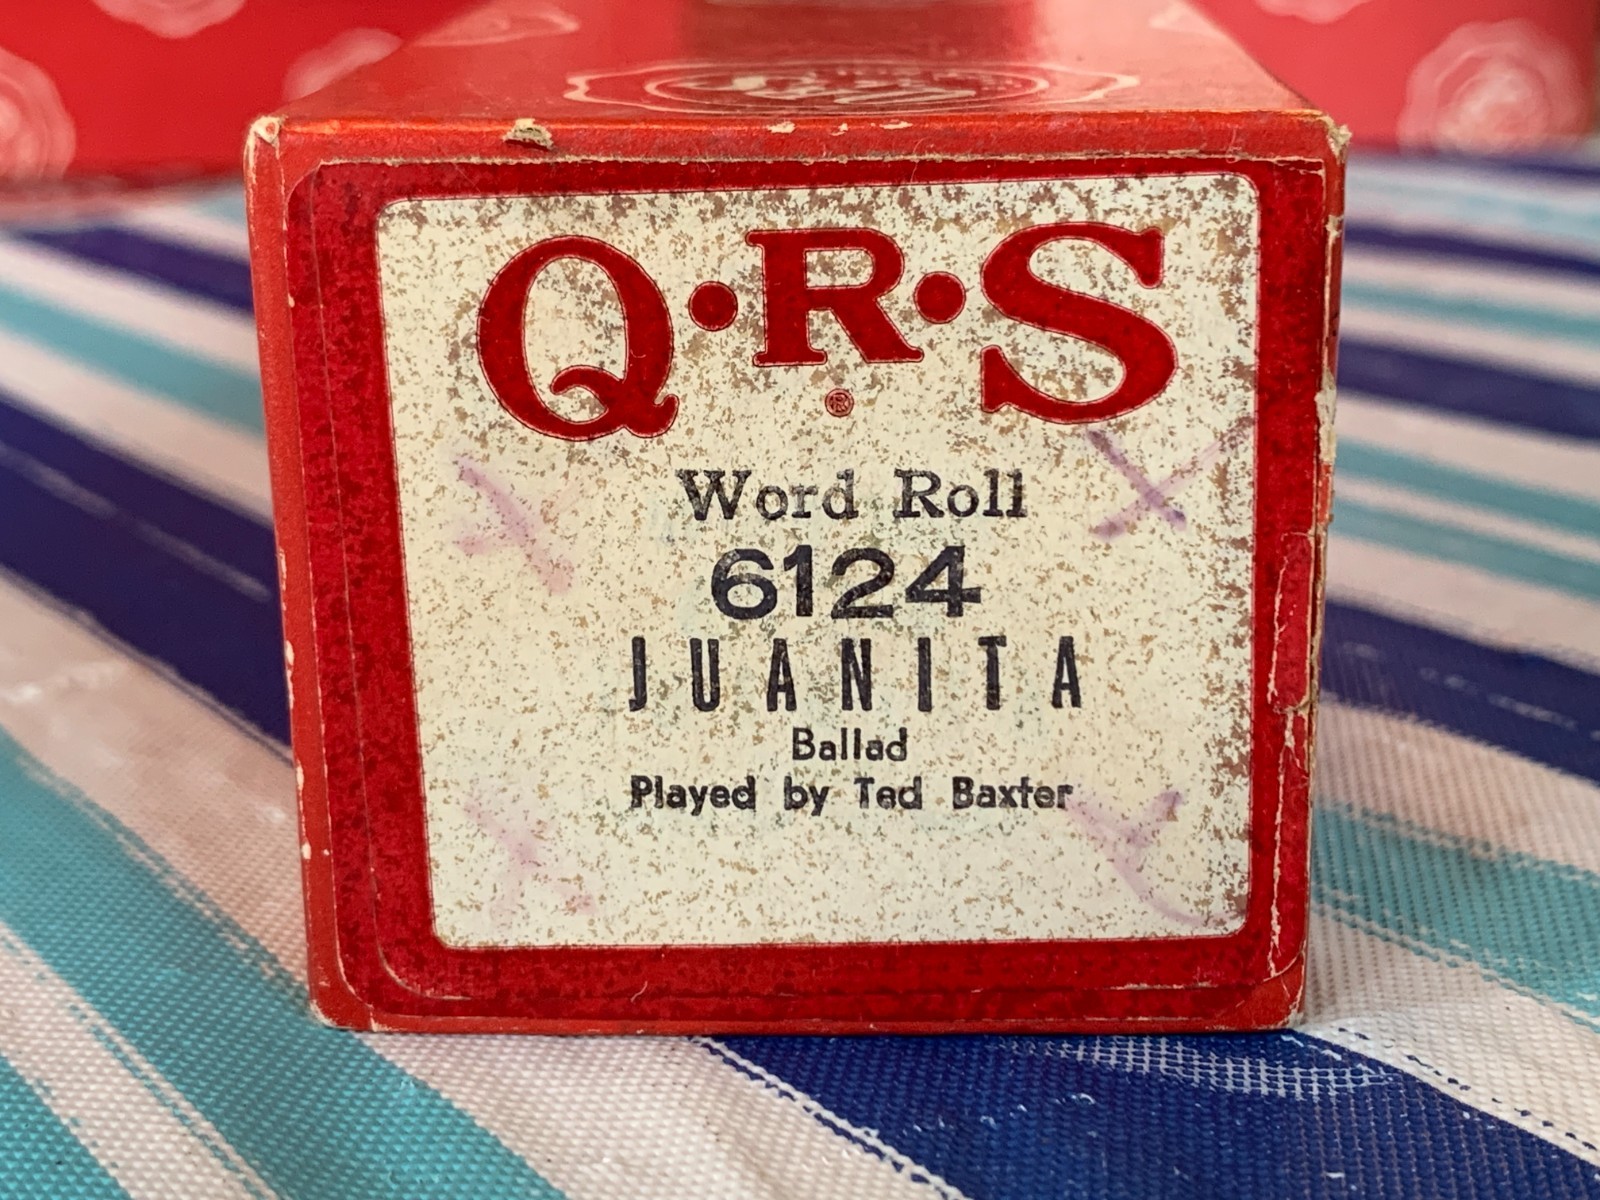 Q·R·S
®
Word Roll
6124
JUANITA
Ballad
Played by Ted Baxter